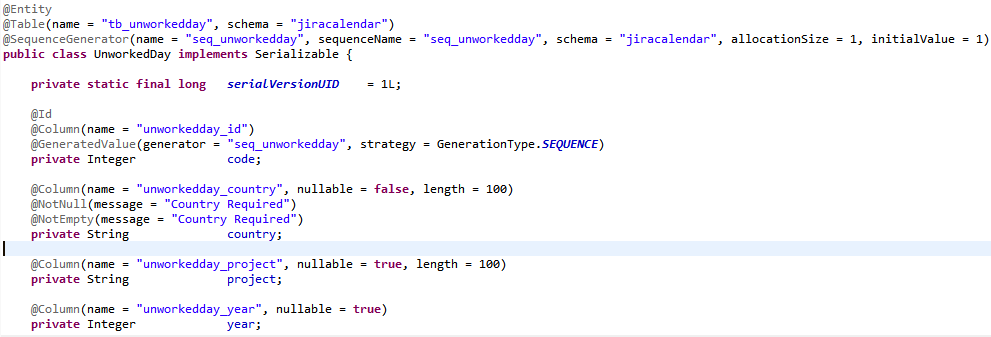 @Entity
@Table(name = "tb_unworkedday", schema = "jiracalendar")
@SequenceGenerator(name = "seq_unworkedday", sequenceName = "seq_unworkedday", schema = "jiracalendar", allocationSize = 1, initialValue = 1)
public class UnworkedDay implements Serializable {
private static final long serialVersionUID = 1L;
@Id
@Column(name = "unworkedday_id")
@GeneratedValue(generator = "seq_unworkedday", strategy = GenerationType.SEQUENCE)
private Integer code;
@Column(name = "unworkedday_country", nullable = false, length = 100)
@NotNull(message = "Country Required")
@NotEmpty(message = "Country Required")
private String country;
@Column(name = "unworkedday_project", nullable = true, length = 100)
private String project;
@Column(name = "unworkedday_year", nullable = true)
private Integer year;